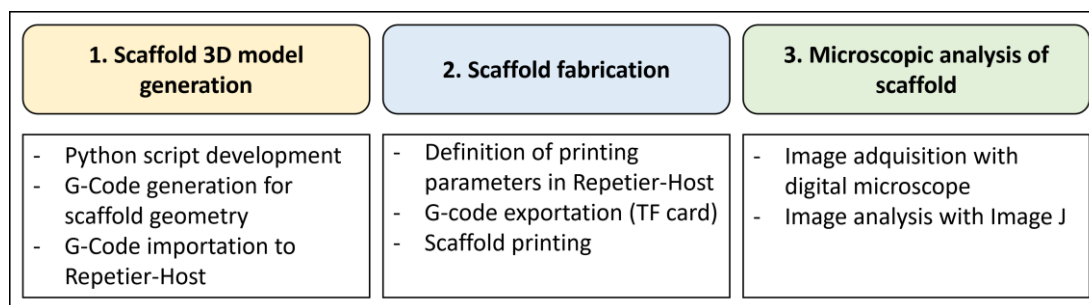 1. Scaffold 3D model
generation
- Python script development
- G-Code generation for
scaffold geometry
- G-Code importation to
Repetier-Host
2. Scaffold fabrication
- Definition of printing
parameters in Repetier-Host
- G-code exportation (TF card)
- Scaffold printing
3. Microscopic analysis of
scaffold
- Image adquisition with
digital microscope
- Image analysis with Image J